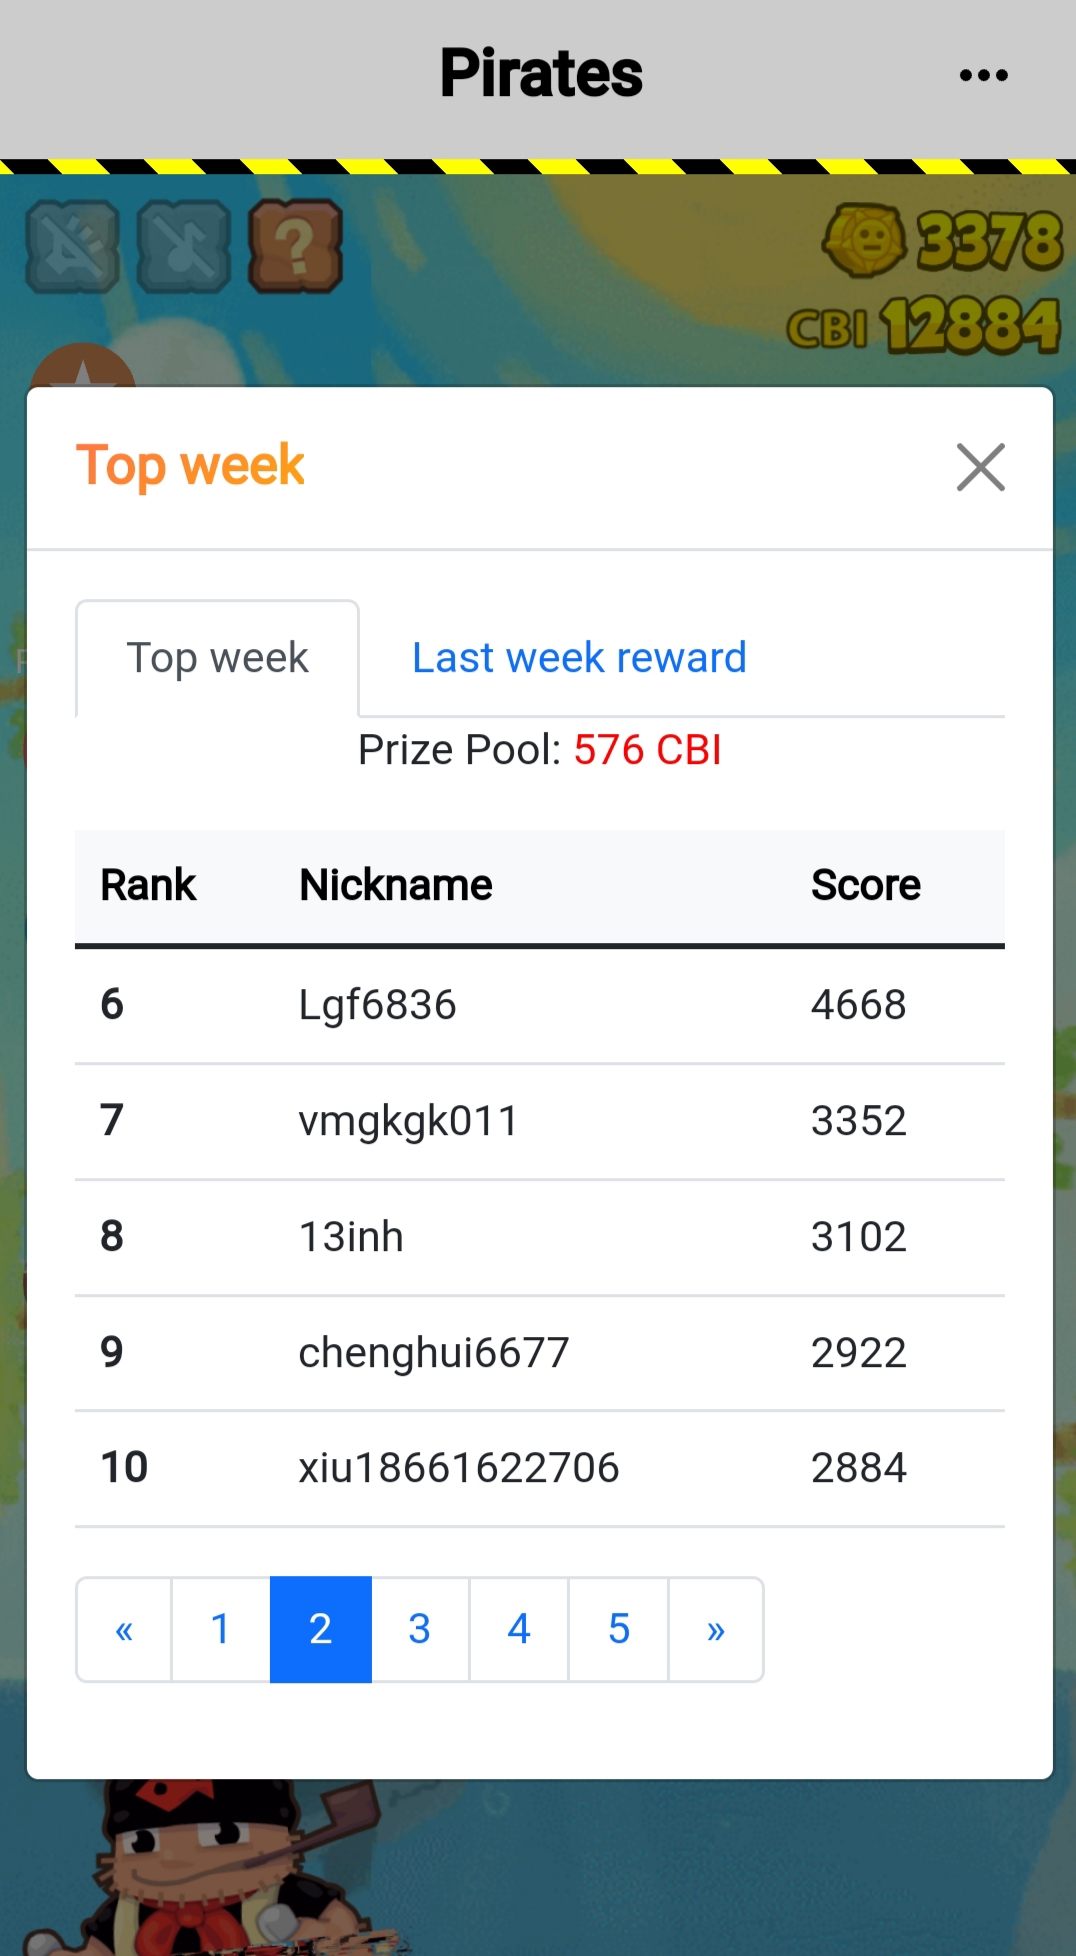 Pirates
?
3378
CBI 12884
Top week
Top week
Last week reward
Prize Pool: 576 CBI
Rank Nickname Score
6 Lgf6836 4668
7 vmgkgk011 3352
8 13inh 3102
9 chenghui6677 2922
10 xiu18661622706 2884
« 1 2 3 4 5 »